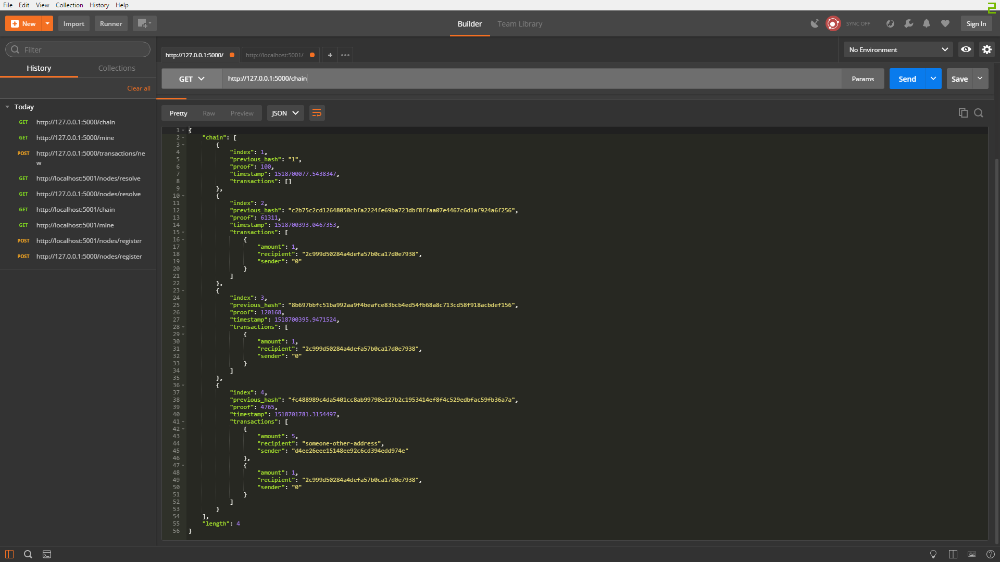 File Edit View Collection History Help
2
New Import Runner Builder Team Library SYNC OFF Sign In
Filter
History Collections
Clear all
Today
GET http://127.0.0.1:5000/chain
GET http://127.0.0.1:5000/mine
POST http://127.0.0.1:5000/transactions/ne
w
GET http://localhost:5001/nodes/resolve
GET http://127.0.0.1:5000/nodes/resolve
GET http://localhost:5001/chain
GET http://localhost:5001/mine
POST http://localhost:5001/nodes/register
POST http://127.0.0.1:5000/nodes/register
http://127.0.0.1:5000/ http://localhost:5001/ + ••• No Environment
GET http://127.0.0.1:5000/chain Params Send Save
Pretty Raw Preview JSON
1 {
2 "chain": [
3 {
4 "index": 1,
5 "previous_hash": "1",
6 "proof": 100,
7 "timestamp": 1518700077.5438347,
8 "transactions": []
9 },
10 {
11 "index": 2,
12 "previous_hash": "c2b75c2cd12648050cbfa2224fe69ba723dbf8ffaa07e4467c6d1af924a6f256",
13 "proof": 61311,
14 "timestamp": 1518700393.0467353,
15 "transactions": [
16 {
17 "amount": 1,
18 "recipient": "2c999d50284a4defa57b0ca17d0e7938",
19 "sender": "0"
20 }
21 ]
22 },
23 {
24 "index": 3,
25 "previous_hash": "8b697bbfc51ba992aa9f4beafce83bcb4ed54fb68a8c713cd58f918acbdef156",
26 "proof": 120168,
27 "timestamp": 1518700395.9471524,
28 "transactions": [
29 {
30 "amount": 1,
31 "recipient": "2c999d50284a4defa57b0ca17d0e7938",
32 "sender": "0"
33 }
34 ]
35 },
36 {
37 "index": 4,
38 "previous_hash": "fc488989c4da5401cc8ab99798e227b2c1953414ef8f4c529edbfac59fb36a7a",
39 "proof": 4765,
40 "timestamp": 1518701781.3154497,
41 "transactions": [
42 {
43 "amount": 5,
44 "recipient": "someone-other-address",
45 "sender": "d4ee26eee15148ee92c6cd394edd974e"
46 },
47 {
48 "amount": 1,
49 "recipient": "2c999d50284a4defa57b0ca17d0e7938",
50 "sender": "0"
51 }
52 ]
53 }
54 ],
55 "length": 4
56 }